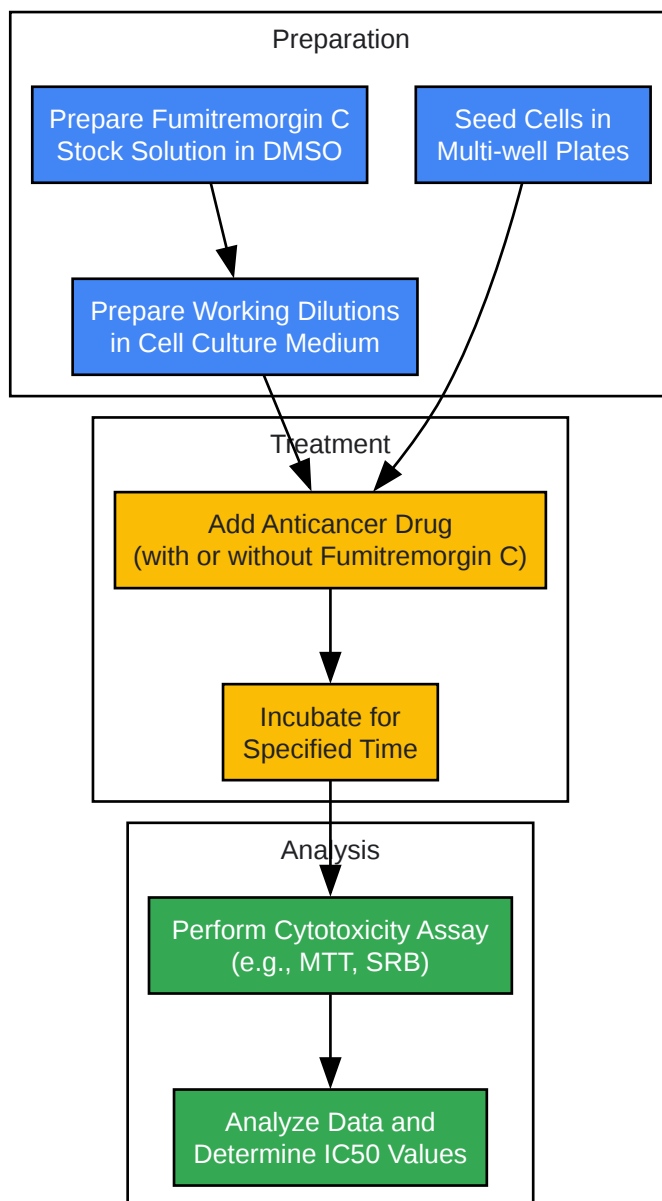 Preparation
Prepare Fumitremorgin C
Stock Solution in DMSO
Seed Cells in
Multi-well Plates
Prepare Working Dilutions
in Cell Culture Medium
Treatment
Add Anticancer Drug
(with or without Fumitremorgin C)
Incubate for
Specified Time
Analysis
Perform Cytotoxicity Assay
(e.g., MTT, SRB)
Analyze Data and
Determine IC50 Values